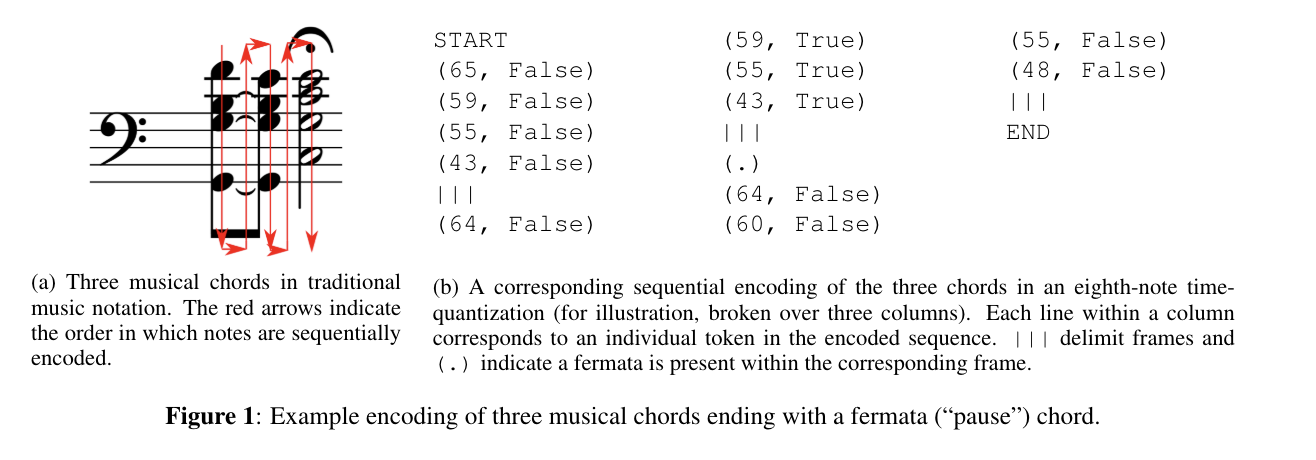 START
(65, False)
(59, False)
(55, False)
(43, False)
|||
(64, False)
(59, True)
(55, True)
(43, True)
|||
(.)
(64, False)
(60, False)
(55, False)
(48, False)
|||
END
(a) Three musical chords in traditional
music notation. The red arrows indicate
the order in which notes are sequentially
encoded.
(b) A corresponding sequential encoding of the three chords in an eighth-note time-
quantization (for illustration, broken over three columns). Each line within a column
corresponds to an individual token in the encoded sequence. ||| delimit frames and
(.) indicate a fermata is present within the corresponding frame.
Figure 1: Example encoding of three musical chords ending with a fermata (“pause”) chord.